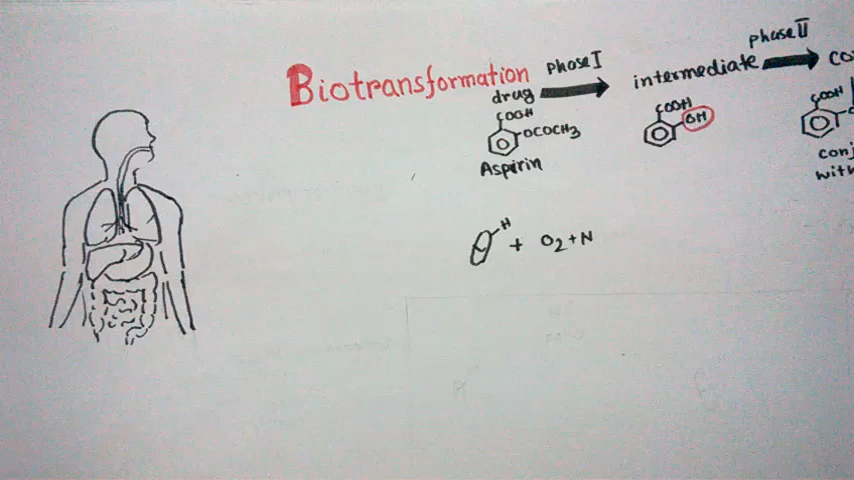 Biotransformation
drug Phase I intermediate Phase II
COOH
OCOCH3
Aspirin
COOH
OH
COOH
H
+ O2 + N